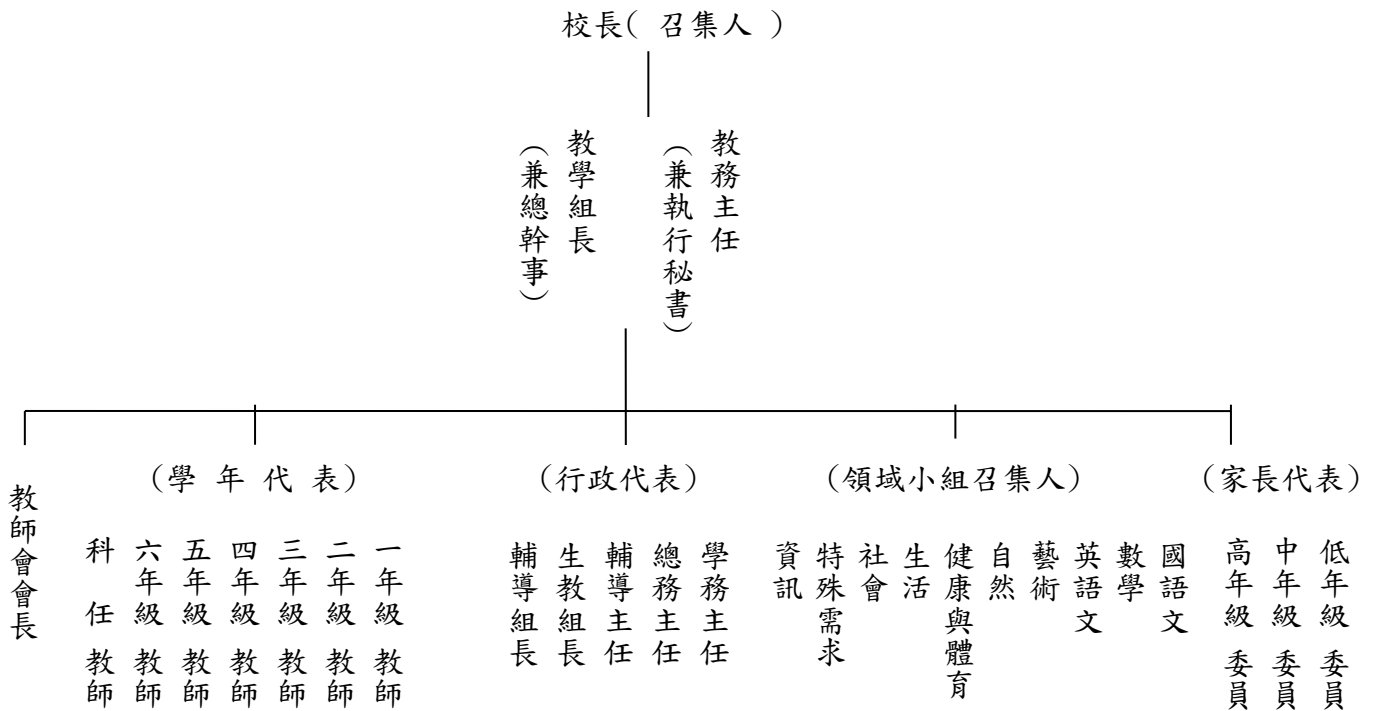 校長( 召集人 )
教務主任
(兼執行秘書)
教學組長
(兼總幹事)
(家長代表)
低年級 委員
中年級 委員
高年級 委員
(領域小組召集人)
國語文
數學
英語文
藝術
自然
健康與體育
生活
社會
特殊需求
資訊
(行政代表)
學務主任
總務主任
輔導主任
生教組長
輔導組長
(學 年 代 表)
一年級 教師
二年級 教師
三年級 教師
四年級 教師
五年級 教師
六年級 教師
科 任 教師
教師會會長